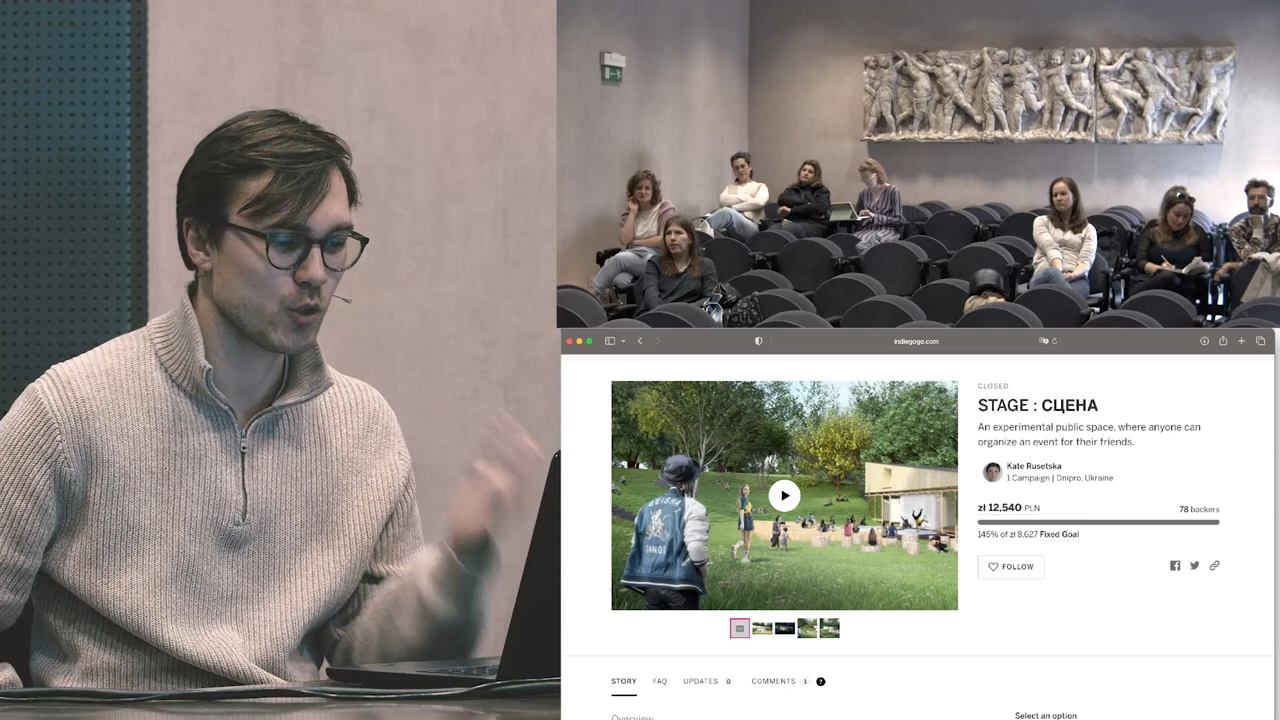 indiegogo.com
CLOSED
STAGE : СЦЕНА
An experimental public space, where anyone can
organize an event for their friends.
Kate Rusetska
1 Campaign | Dnipro, Ukraine
zł 12,540 PLN
78 backers
145% of zł 8,627 Fixed Goal
FOLLOW
GEISHA
GANG
STORY
FAQ
UPDATES 0
COMMENTS 1
?
Overview
Select an option